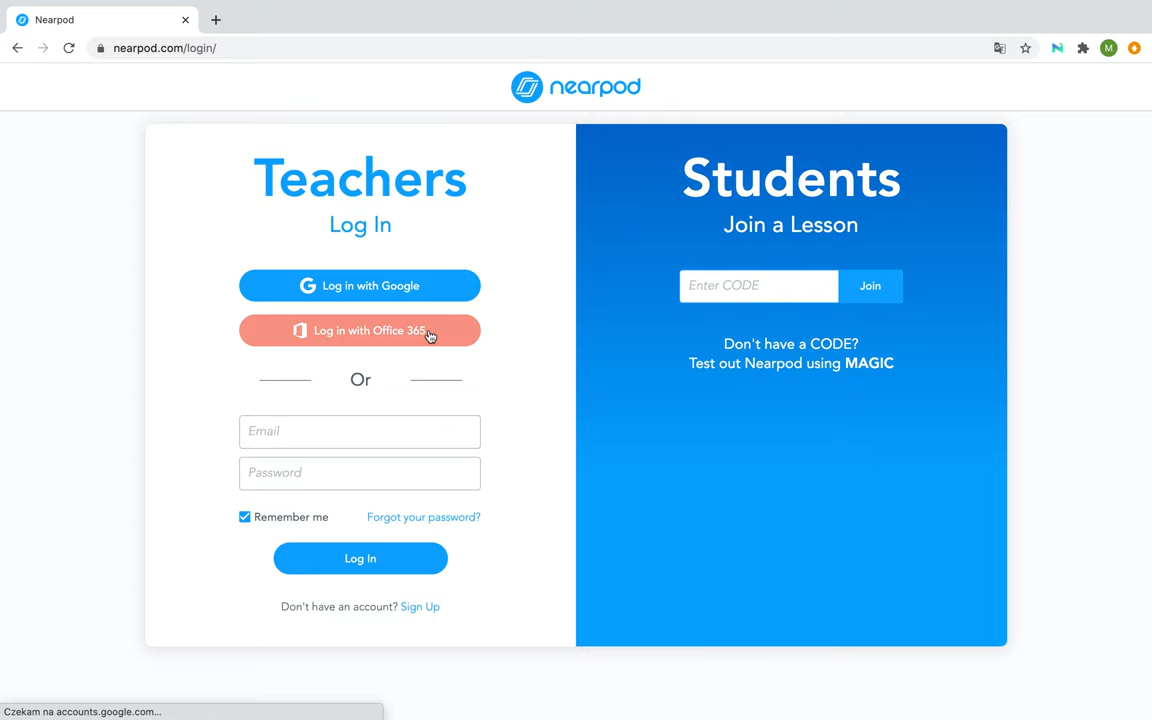 Nearpod
nearpod.com/login/
M
nearpod
Teachers
Log In
Log in with Google
Log in with Office 365
Or
Email
Password
Remember me
Forgot your password?
Log In
Don't have an account? Sign Up
Students
Join a Lesson
Enter CODE
Join
Don't have a CODE?
Test out Nearpod using MAGIC
Czekam na accounts.google.com...